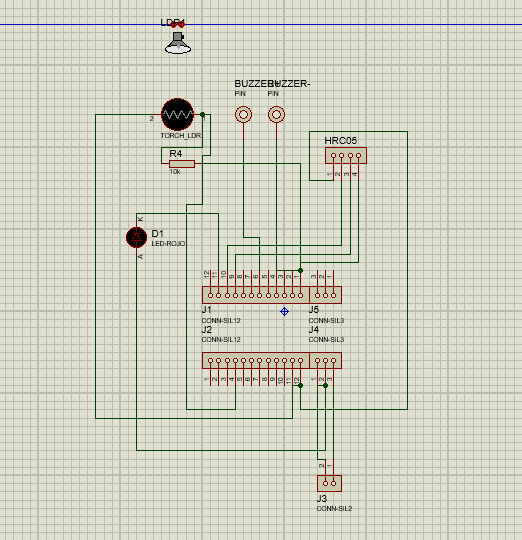 LDR1
BUZZER+
BUZZER-
PIN
PIN
2
TORCH_LDR
HRC05
R4
10k
1
2
3
4
K
D1
LED-ROJO
A
12
11
10
9
8
7
6
5
4
3
2
1
3
2
1
J1
J5
CONN-SIL12
CONN-SIL3
J2
J4
CONN-SIL12
CONN-SIL3
1
2
3
4
5
6
7
8
9
10
11
12
1
2
3
2
1
J3
CONN-SIL2